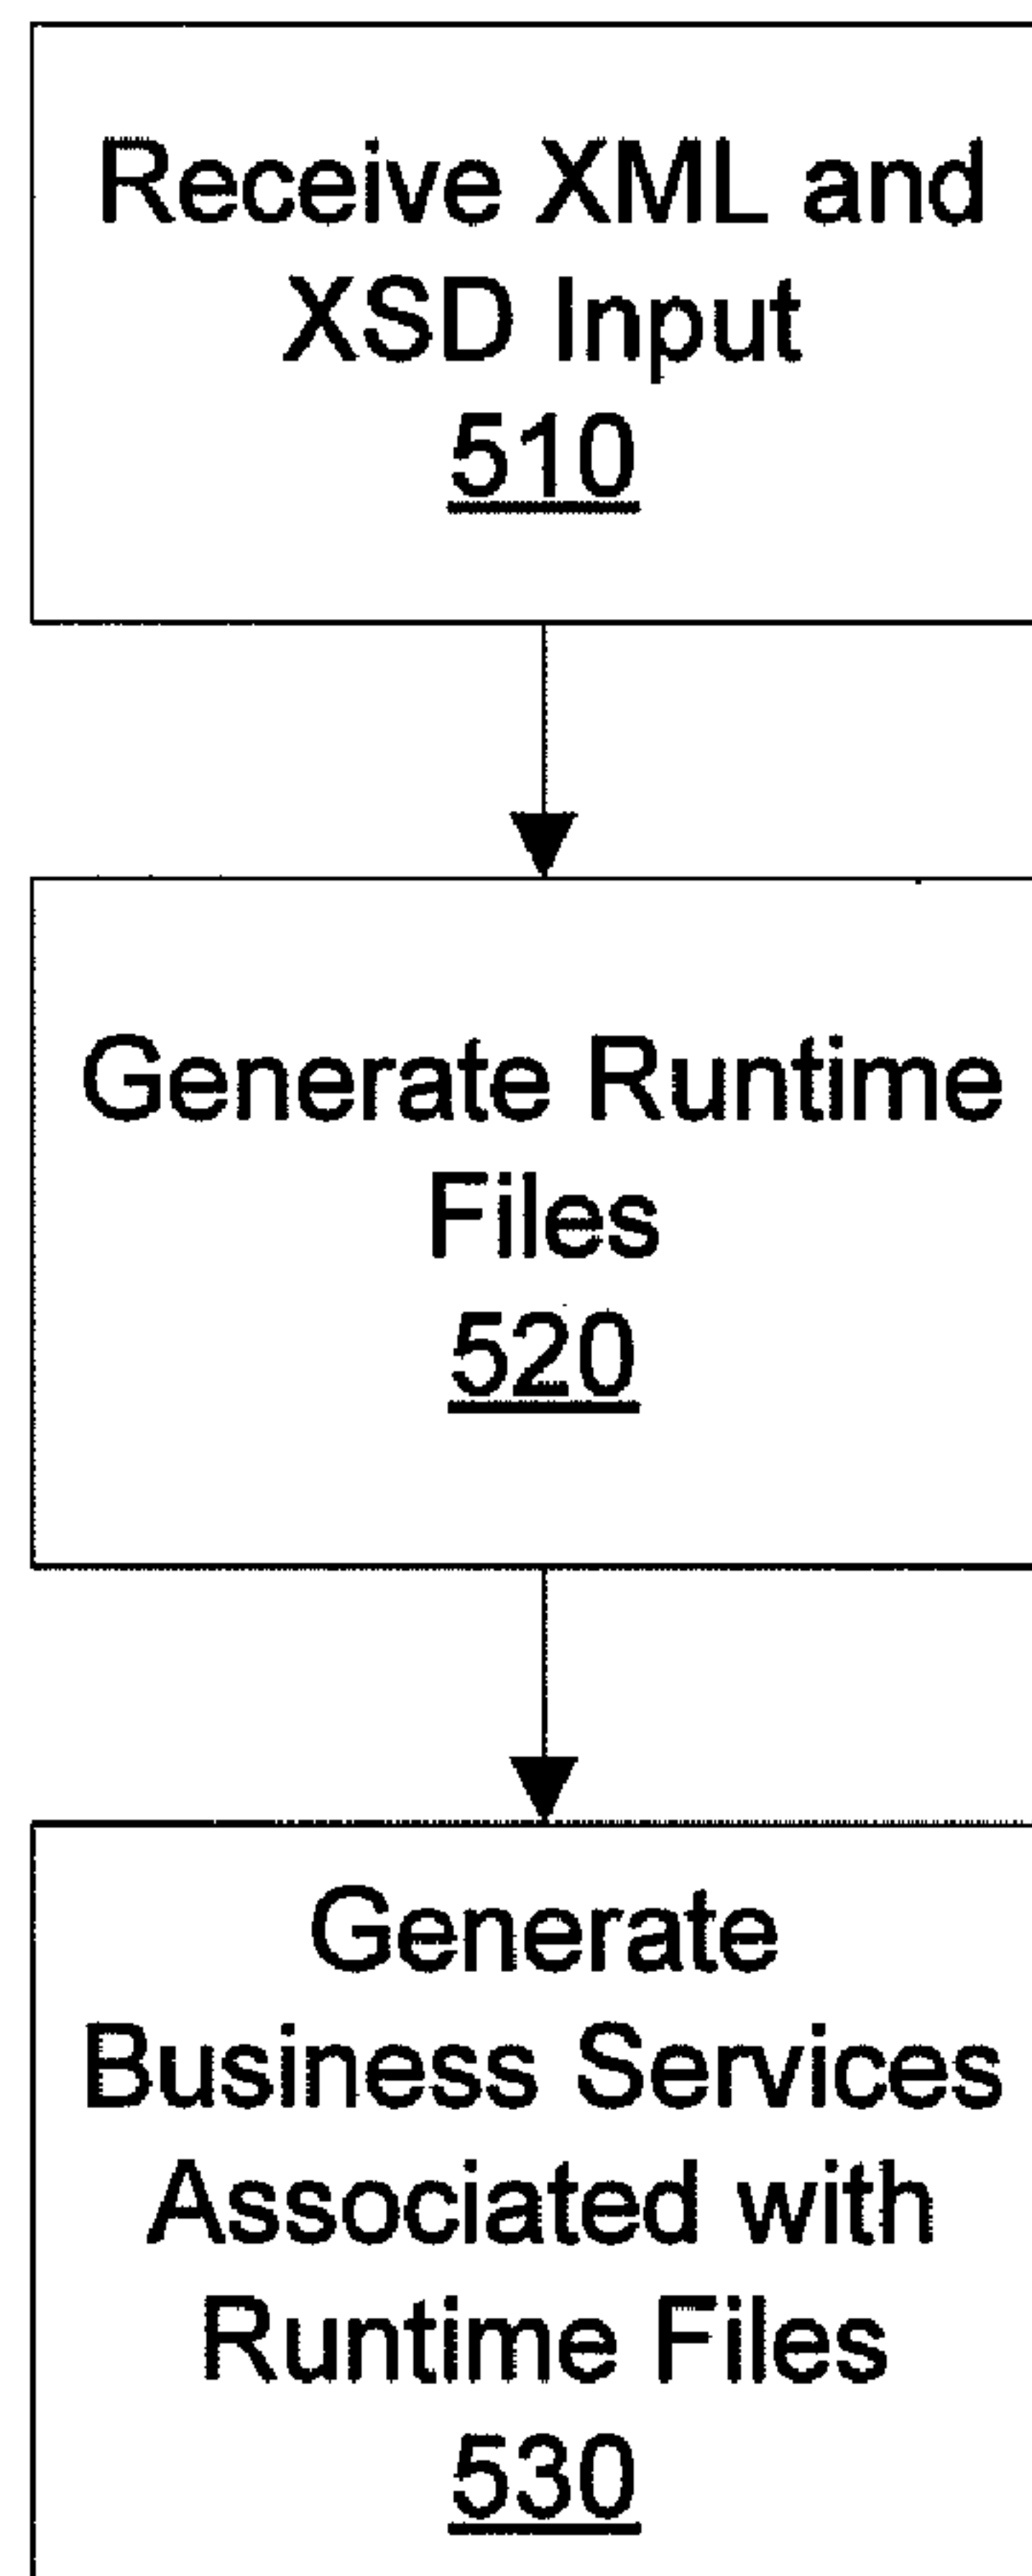 Receive XML and
XSD Input
510
Generate Runtime
Files
520
Generate
Business Services
Associated with
Runtime Files
530